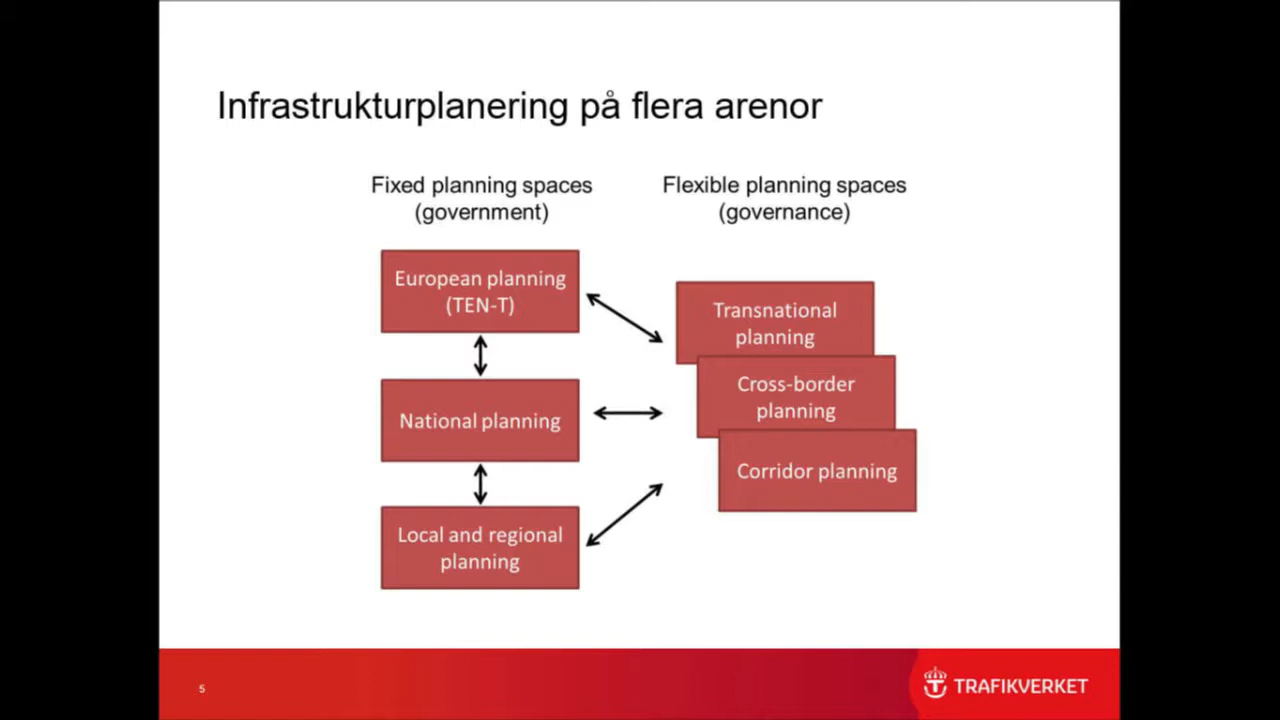 Infrastrukturplanering på flera arenor
Fixed planning spaces
(government)
Flexible planning spaces
(governance)
European planning
(TEN-T)
National planning
Local and regional
planning
Transnational
planning
Cross-border
planning
Corridor planning
5
TRAFIKVERKET